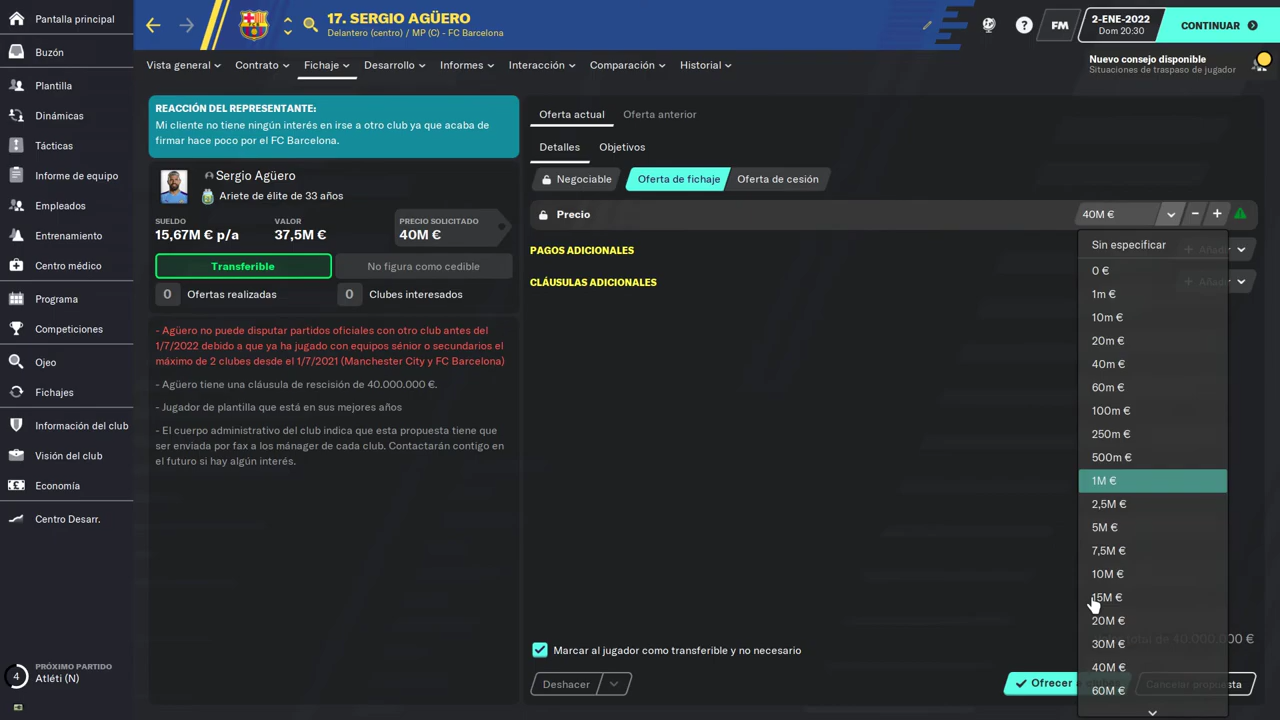 Pantalla principal
Buzón
Plantilla
Dinámicas
Tácticas
Informe de equipo
Empleados
Entrenamiento
Centro médico
Programa
Competiciones
Ojeo
Fichajes
Información del club
Visión del club
Economía
Centro Desarr.
4
PRÓXIMO PARTIDO
Atléti (N)
17. SERGIO AGÜERO
Delantero (centro) / MP (C) - FC Barcelona
?
FM
2-ENE-2022
Dom 20:30
CONTINUAR
Vista general
Contrato
Fichaje
Desarrollo
Informes
Interacción
Comparación
Historial
Nuevo consejo disponible
Situaciones de traspaso de jugador
REACCIÓN DEL REPRESENTANTE:
Mi cliente no tiene ningún interés en irse a otro club ya que acaba de
firmar hace poco por el FC Barcelona.
Sergio Agüero
Ariete de élite de 33 años
SUELDO
15,67M € p/a
VALOR
37,5M €
PRECIO SOLICITADO
40M €
Transferible
No figura como cedible
0 Ofertas realizadas
0 Clubes interesados
- Agüero no puede disputar partidos oficiales con otro club antes del
1/7/2022 debido a que ya ha jugado con equipos sénior o secundarios el
máximo de 2 clubes desde el 1/7/2021 (Manchester City y FC Barcelona)
- Agüero tiene una cláusula de rescisión de 40.000.000 €.
- Jugador de plantilla que está en sus mejores años
- El cuerpo administrativo del club indica que esta propuesta tiene que
ser enviada por fax a los mánager de cada club. Contactarán contigo en
el futuro si hay algún interés.
Oferta actual
Oferta anterior
Detalles
Objetivos
Negociable
Oferta de fichaje
Oferta de cesión
Precio
40M €
PAGOS ADICIONALES
CLÁUSULAS ADICIONALES
Sin especificar
0 €
1m €
10m €
20m €
40m €
60m €
100m €
250m €
500m €
1M €
2,5M €
5M €
7,5M €
10M €
15M €
20M €
30M €
40M €
60M €
total de 40.000.000 €
Marcar al jugador como transferible y no necesario
Deshacer
Ofrecer a clubes
Cancelar propuesta